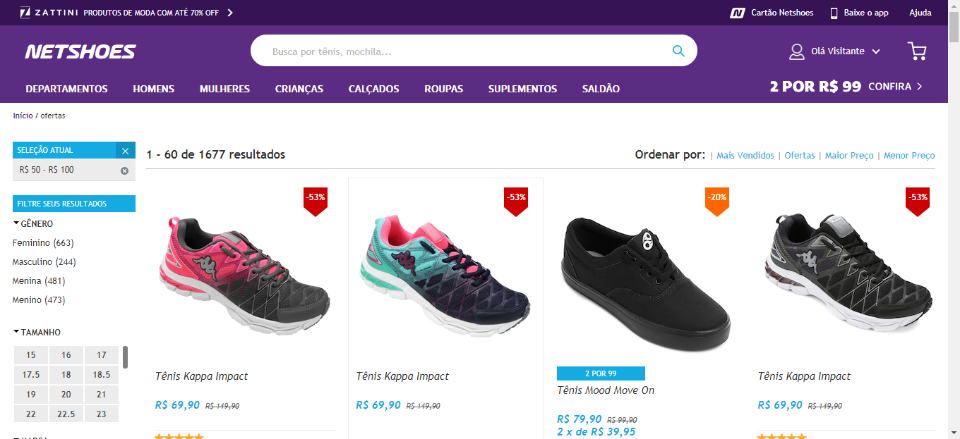 ZATTINI PRODUTOS DE MODA COM ATÉ 70% OFF
Cartão Netshoes
Baixe o app
Ajuda
NETSHOES
Busca por tênis, mochila...
Olá Visitante
DEPARTAMENTOS HOMENS MULHERES CRIANÇAS CALÇADOS ROUPAS SUPLEMENTOS SALDÃO
2 POR R$ 99 CONFIRA
Início / ofertas
SELEÇÃO ATUAL
R$ 50 - R$ 100
FILTRE SEUS RESULTADOS
GÊNERO
Feminino (663)
Masculino (244)
Menina (481)
Menino (473)
TAMANHO
15 16 17
17.5 18 18.5
19 20 21
22 22.5 23
1 - 60 de 1677 resultados
Ordenar por: | Mais Vendidos | Ofertas | Maior Preço | Menor Preço
-53%
Tênis Kappa Impact
R$ 69,90 R$ 149,90
-53%
Tênis Kappa Impact
R$ 69,90 R$ 149,90
-20%
2 POR 99
Tênis Mood Move On
R$ 79,90 R$ 99,90
2 x de R$ 39,95
-53%
Tênis Kappa Impact
R$ 69,90 R$ 149,90